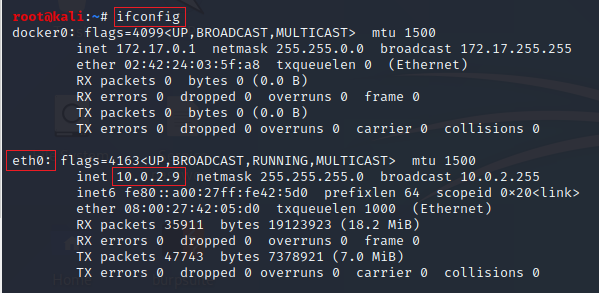 root@kali:~# ifconfig
docker0: flags=4099<UP,BROADCAST,MULTICAST>  mtu 1500
        inet 172.17.0.1  netmask 255.255.0.0  broadcast 172.17.255.255
        ether 02:42:24:03:5f:a8  txqueuelen 0  (Ethernet)
        RX packets 0  bytes 0 (0.0 B)
        RX errors 0  dropped 0  overruns 0  frame 0
        TX packets 0  bytes 0 (0.0 B)
        TX errors 0  dropped 0 overruns 0  carrier 0  collisions 0
eth0: flags=4163<UP,BROADCAST,RUNNING,MULTICAST>  mtu 1500
        inet 10.0.2.9  netmask 255.255.255.0  broadcast 10.0.2.255
        inet6 fe80::a00:27ff:fe42:5d0  prefixlen 64  scopeid 0×20<link>
        ether 08:00:27:42:05:d0  txqueuelen 1000  (Ethernet)
        RX packets 35911  bytes 19123923 (18.2 MiB)
        RX errors 0  dropped 0  overruns 0  frame 0
        TX packets 47743  bytes 7378921 (7.0 MiB)
        TX errors 0  dropped 0 overruns 0  carrier 0  collisions 0